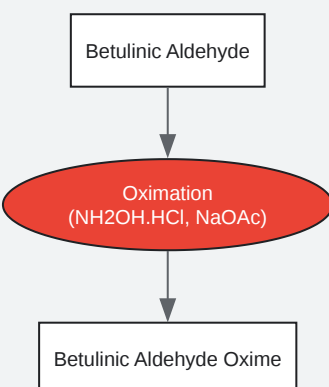 Betulinic Aldehyde
Oximation
(NH2OH.HCl, NaOAc)
Betulinic Aldehyde Oxime